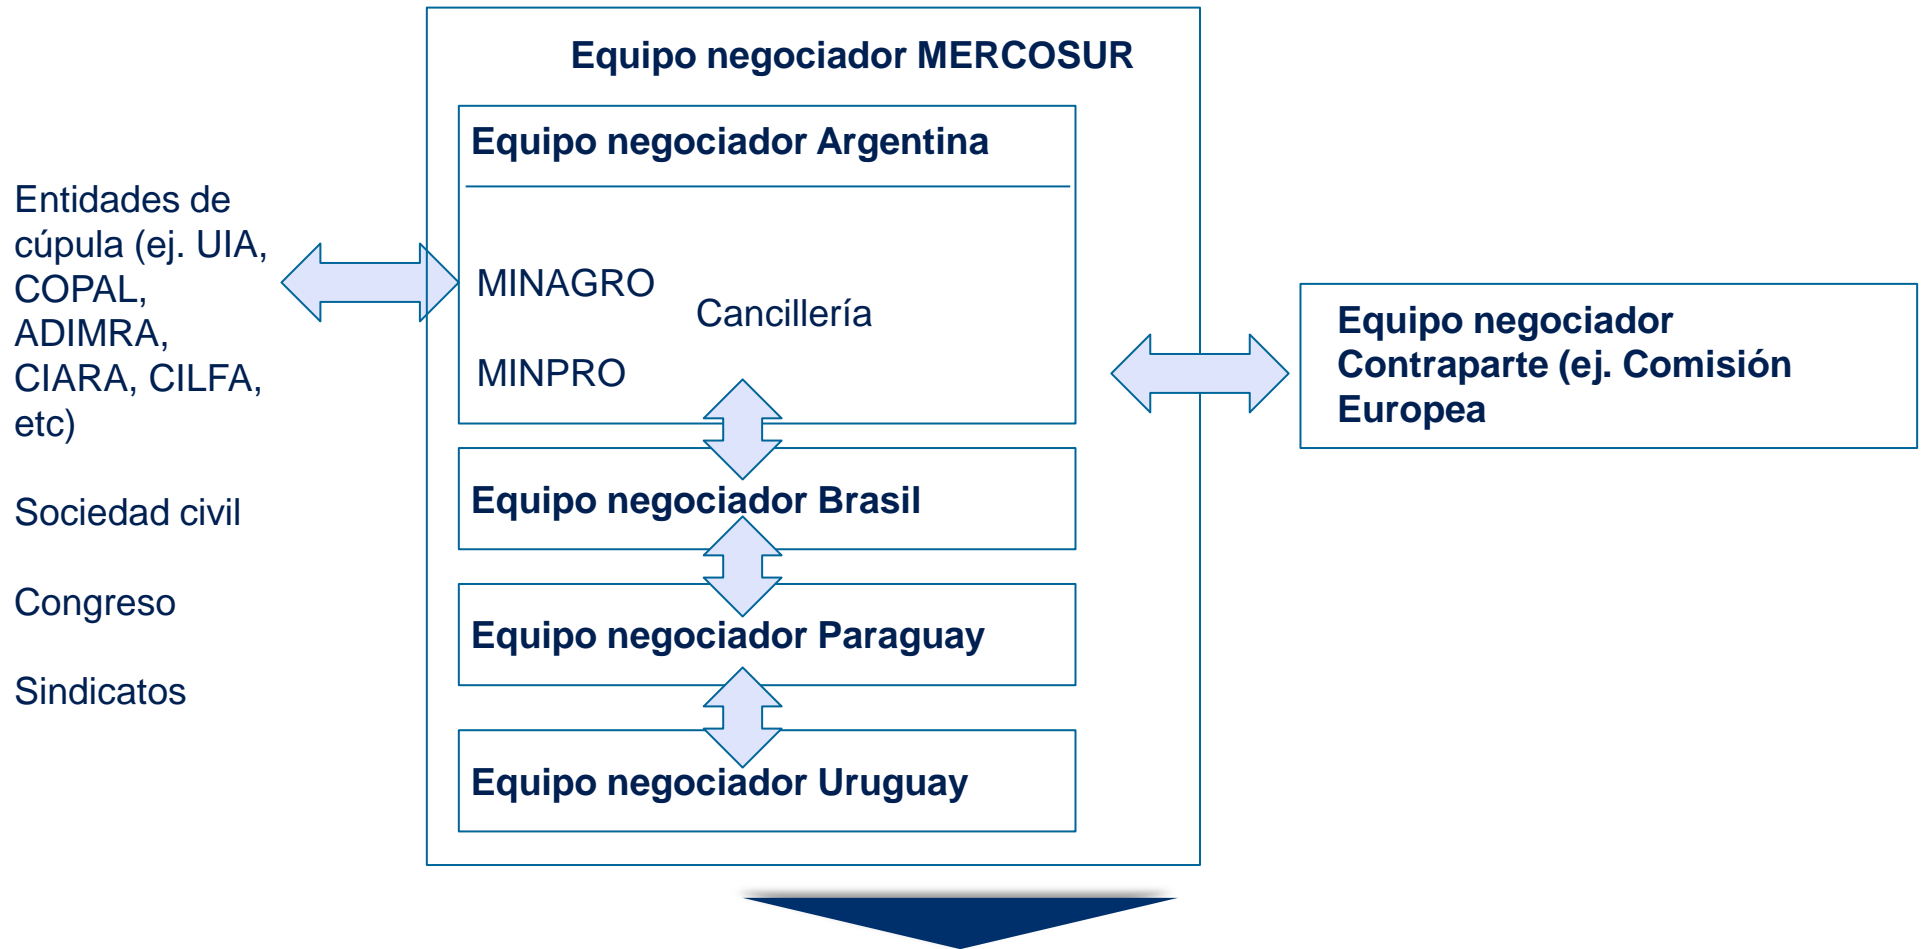 Equipo negociador MERCOSUR
Equipo negociador Argentina
Entidades de
cúpula (ej. UIA,
COPAL,
ADIMRA,
CIARA, CILFA,
etc)
Sociedad civil
Congreso
Sindicatos
MINAGRO
Cancillería
MINPRO
Equipo negociador Brasil
Equipo negociador Paraguay
Equipo negociador Uruguay
Equipo negociador
Contraparte (ej. Comisión
Europea